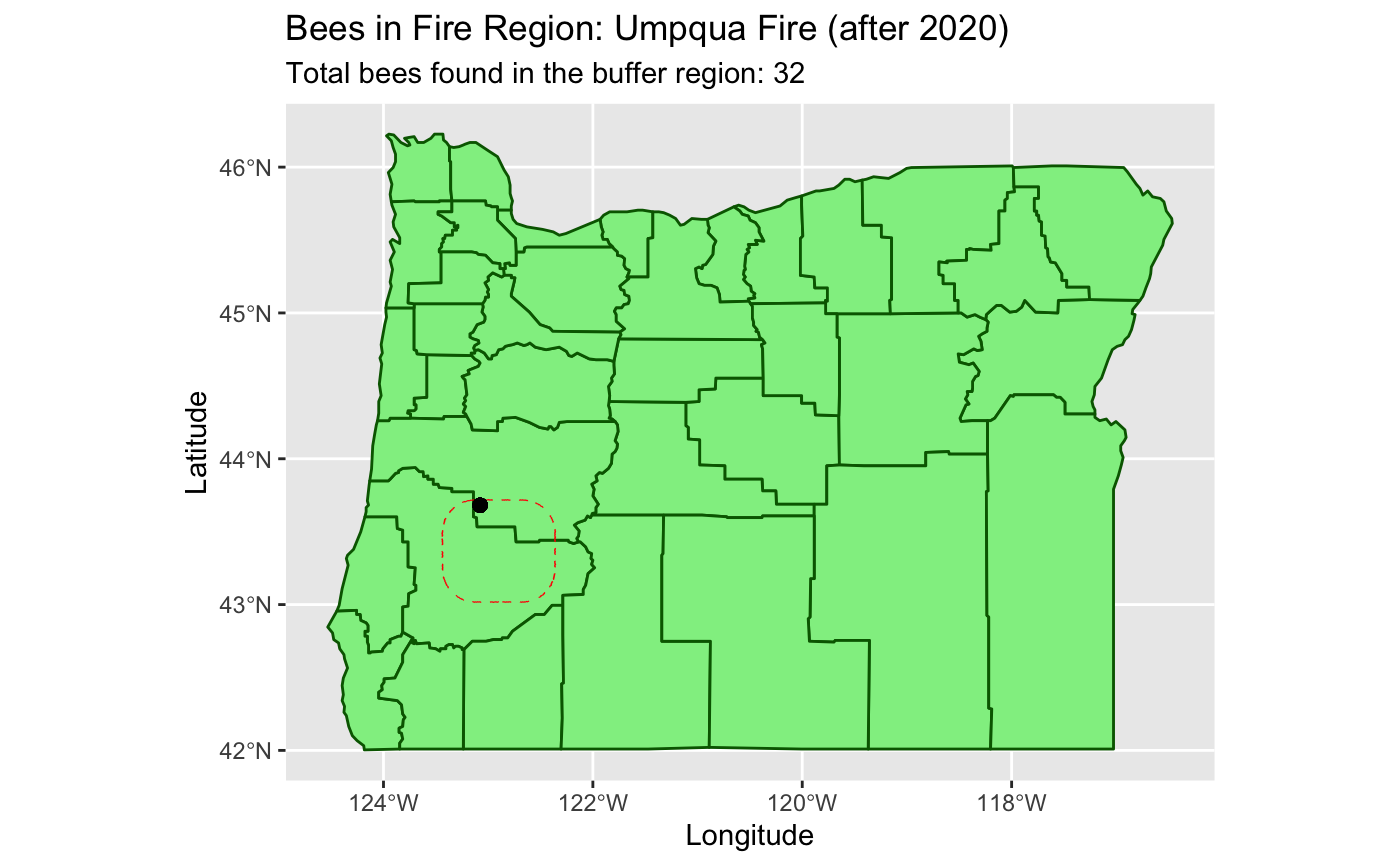 Bees in Fire Region: Umpqua Fire (after 2020)
Total bees found in the buffer region: 32
46°N
45°N
44°N
43°N
42°N
Latitude
124°W 122°W 120°W 118°W
Longitude